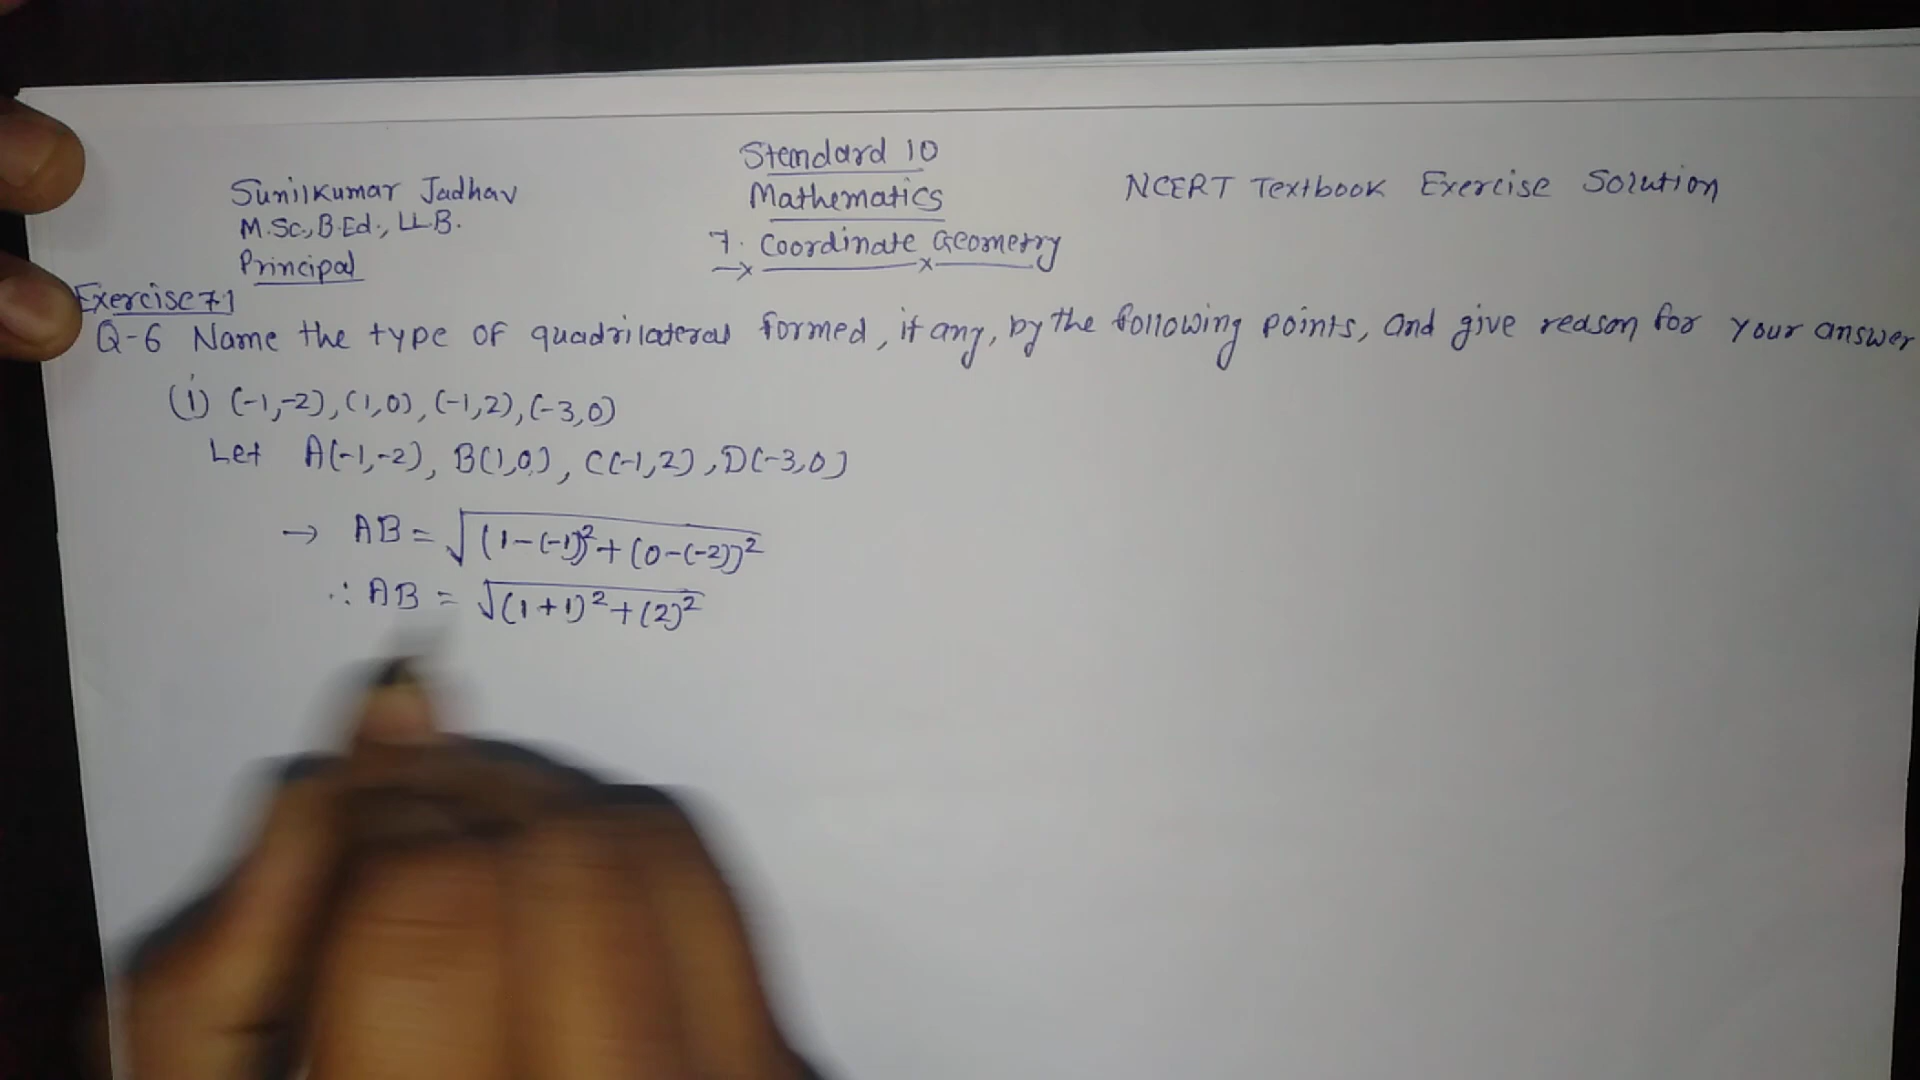 Stendard 10
Sunilkumar Jadhav
Mathematics
NCERT Textbook Exercise Solution
M.Sc., B.Ed., LL.B.
7. Coordinate Geometry
Principal
Exercise 7.1
Q-6 Name the type of quadrilateral formed, if any, by the following points, and give reason for your answer
(i) (-1,-2), (1,0), (-1,2), (-3,0)
Let A(-1,-2), B(1,0), C(-1,2), D(-3,0)
→ AB = √(1-(-1))²+(0-(-2))²
∴ AB = √(1+1)²+(2)²